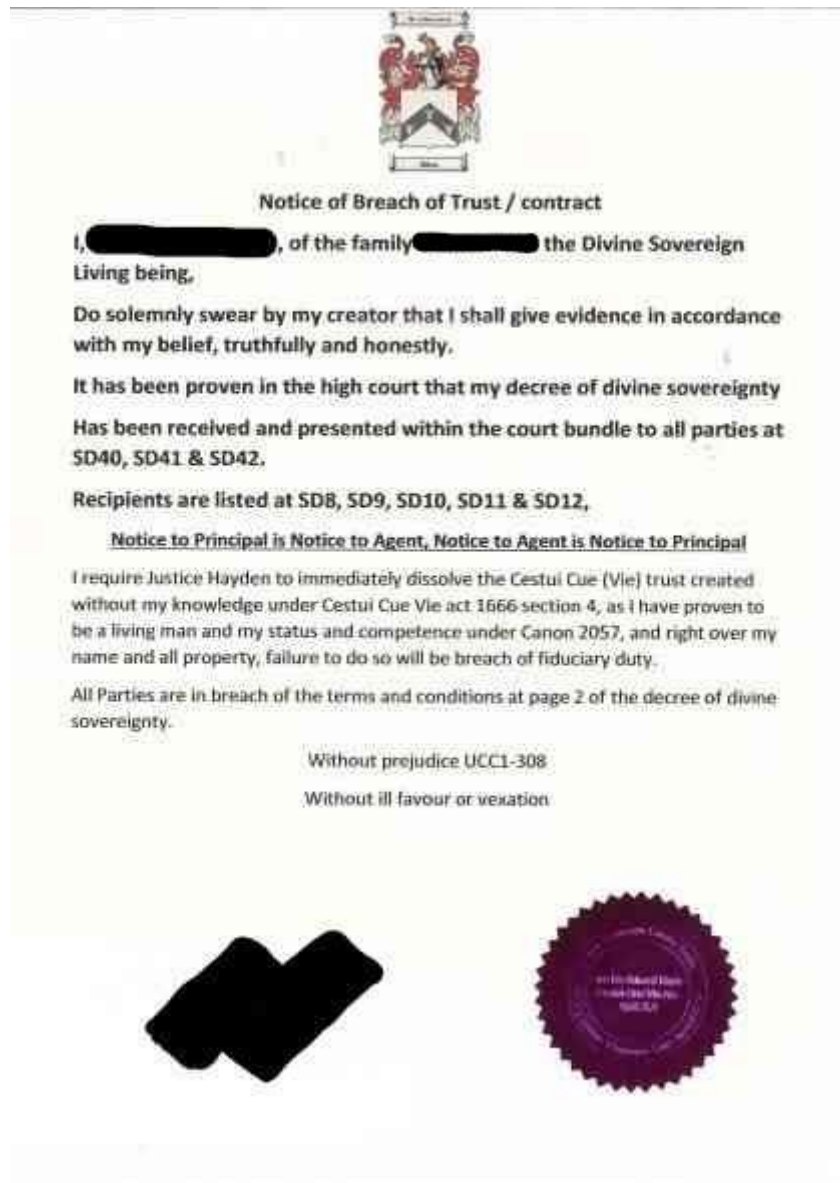 Notice of Breach of Trust / contract
I, , of the family the Divine Sovereign
Living being,
Do solemnly swear by my creator that I shall give evidence in accordance
with my belief, truthfully and honestly.
It has been proven in the high court that my decree of divine sovereignty
Has been received and presented within the court bundle to all parties at
SD40, SD41 & SD42.
Recipients are listed at SD8, SD9, SD10, SD11 & SD12,
Notice to Principal is Notice to Agent, Notice to Agent is Notice to Principal
I require Justice Hayden to immediately dissolve the Cestui Cue (Vie) trust created
without my knowledge under Cestui Cue Vie act 1666 section 4, as i have proven to
be a living man and my status and competence under Canon 2057, and right over my
name and all property, failure to do so will be breach of fiduciary duty.
All Parties are in breach of the terms and conditions at page 2 of the decree of divine
sovereignty.
Without prejudice UCC1-308
Without ill favour or vexation